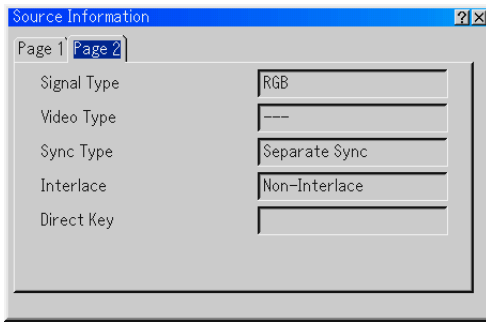 Source Information ? ×
Page 1 Page 2
Signal Type RGB
Video Type ---
Sync Type Separate Sync
Interlace Non-Interlace
Direct Key